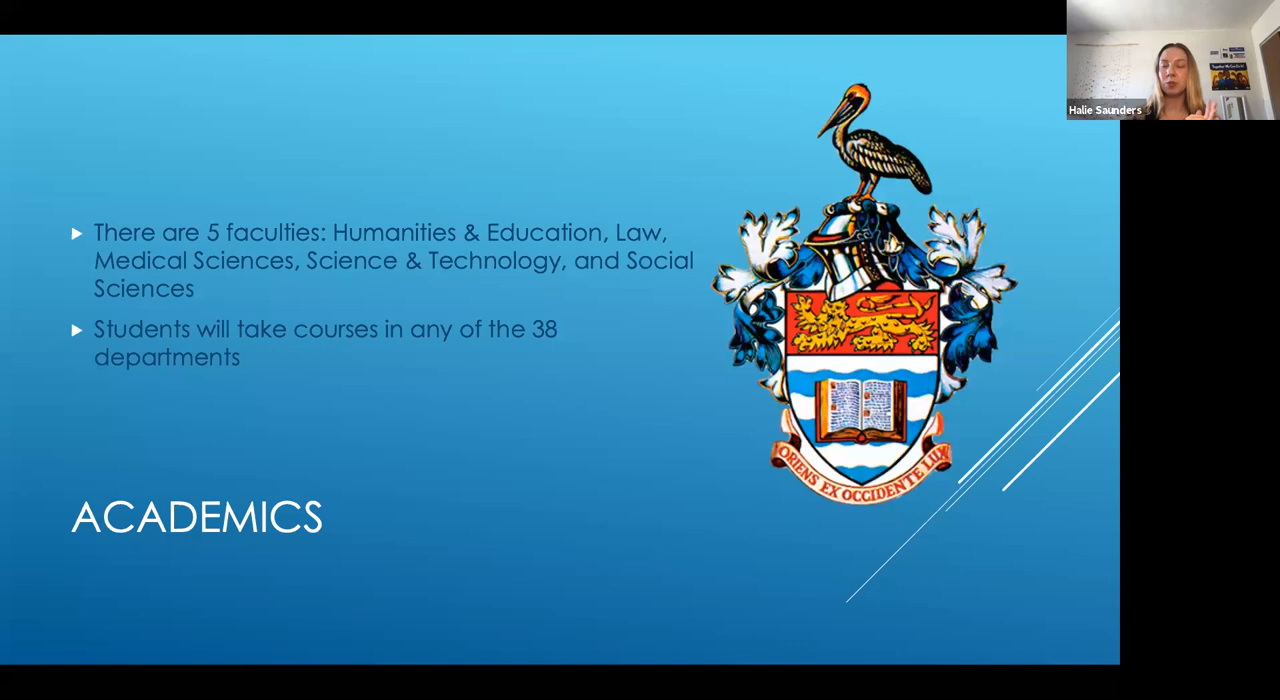 Halie Saunders
There are 5 faculties: Humanities & Education, Law,
Medical Sciences, Science & Technology, and Social
Sciences
Students will take courses in any of the 38
departments
ORIENS EX OCCIDENTE LUX
ACADEMICS